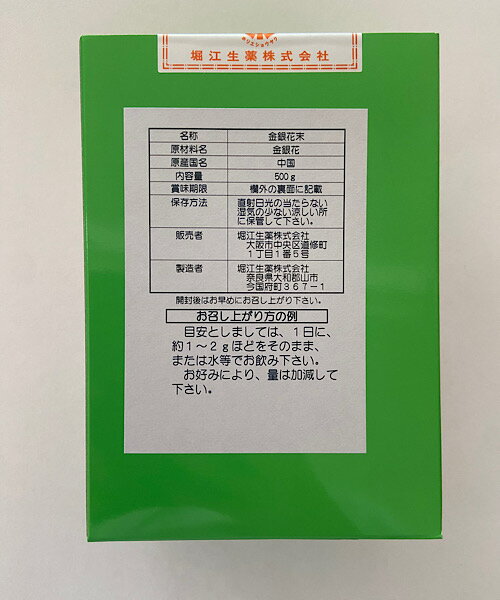 ホリエショウヤク
堀江生薬株式会社
名称 金銀花末
原材料名 金銀花
原産国名 中国
内容量 500g
賞味期限 欄外の裏面に記載
保存方法 直射日光の当たらない
湿気の少ない涼しい所
に保管して下さい。
販売者 堀江生薬株式会社
大阪市中央区道修町
1丁目1番5号
製造者 堀江生薬株式会社
奈良県大和郡山市
今国府町367-1
開封後はお早めにお召し上がり下さい。
お召し上がり方の例
目安としましては、1日に、
約1~2gほどをそのまま、
または水等でお飲み下さい。
お好みにより、量は加減して
下さい。